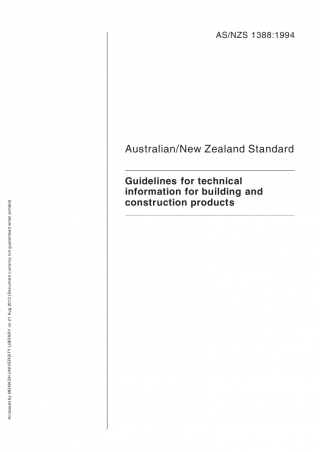 AS/NZS 1388:1994
Australian/New Zealand Standard
Guidelines for technical
information for building and
construction products
Accessed by MONASH UNIVERSITY LIBRARY on 21 Aug 2013 (Document currency not guaranteed when printed)